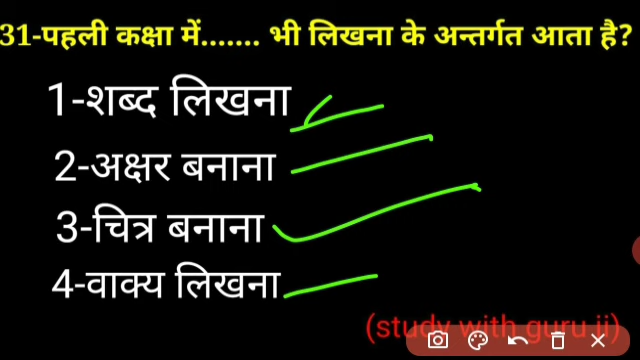 31-पहली कक्षा में....... भी लिखना के अन्तर्गत आता है?
1-शब्द लिखना
2-अक्षर बनाना
3-चित्र बनाना
4-वाक्य लिखना
(study with guru ji)